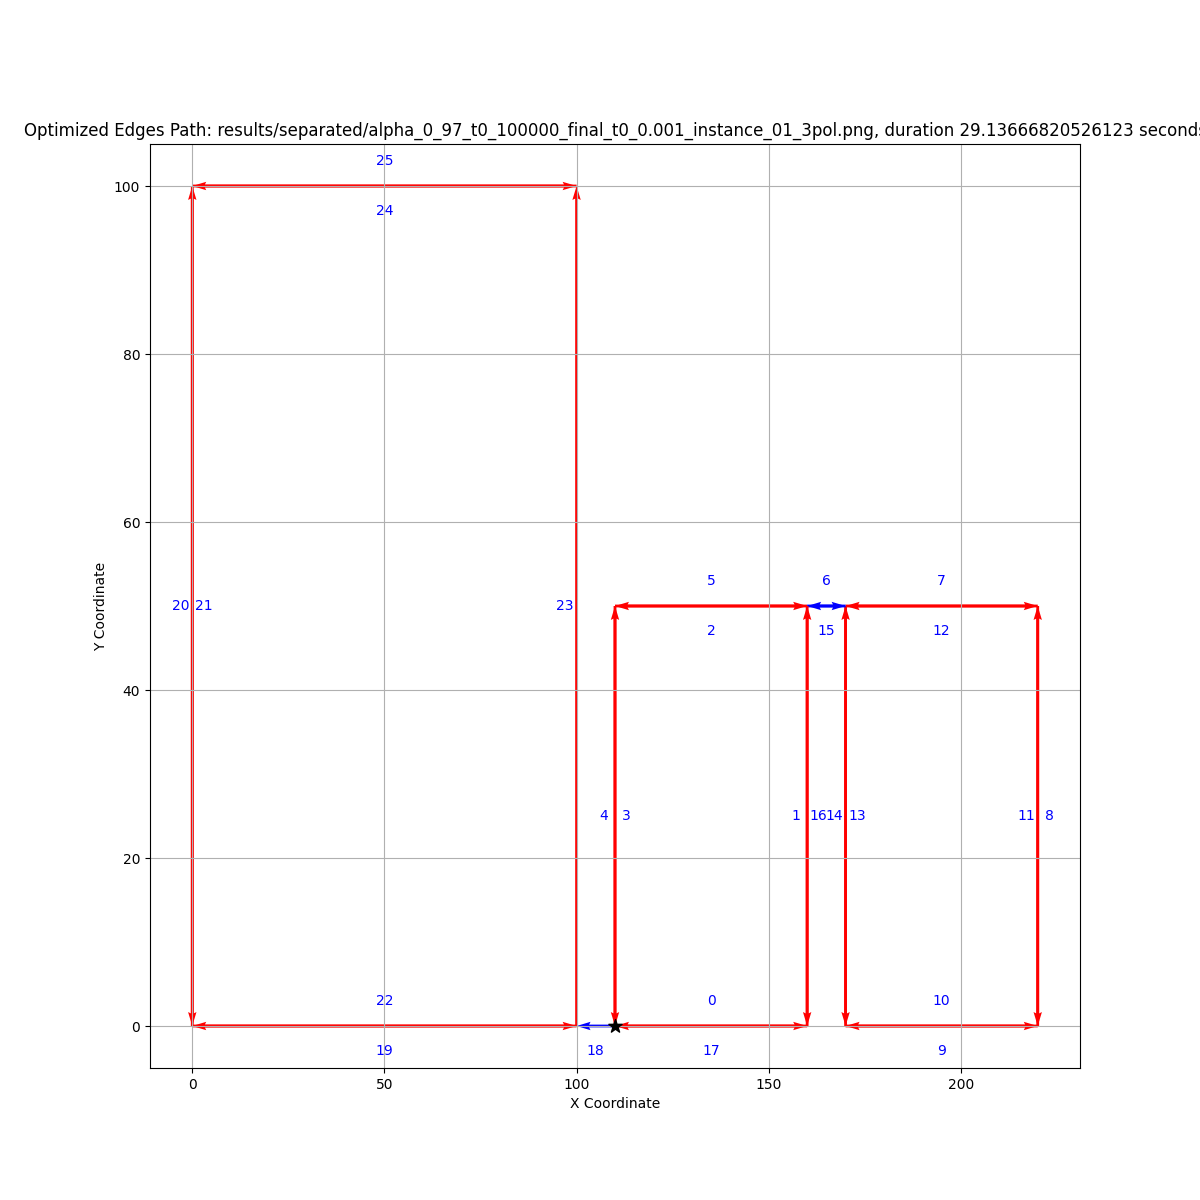 Optimized Edges Path: results/separated/alpha_0_97_t0_100000_final_t0_0.001_instance_01_3pol.png, duration 29.13666820526123 seconds
25
100
24
80
60
Y Coordinate
20 21 23
5 6 7
2 15 12
40
4 3 1 16 14 13 11 8
20
22 0 10
0
19 18 17 9
0 50 100 150 200
X Coordinate